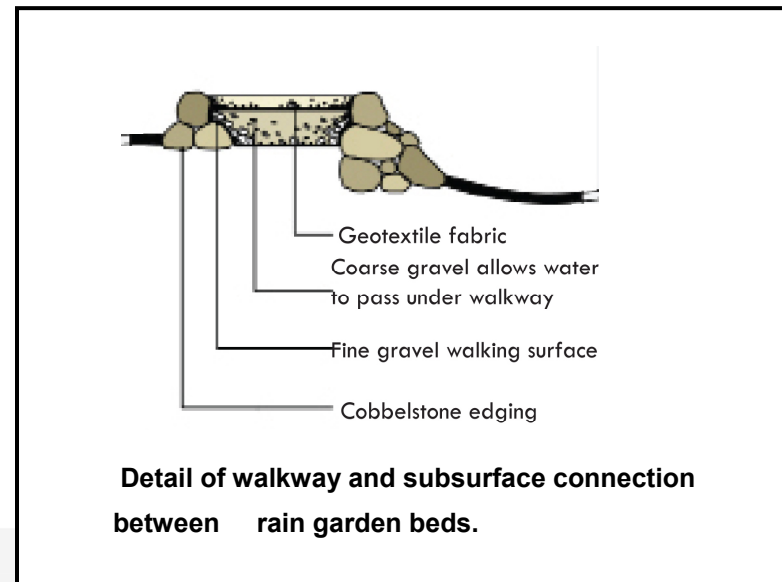 Geotextile fabric
Coarse gravel allows water
to pass under walkway
Fine gravel walking surface
Cobbelstone edging
Detail of walkway and subsurface connection
between rain garden beds.